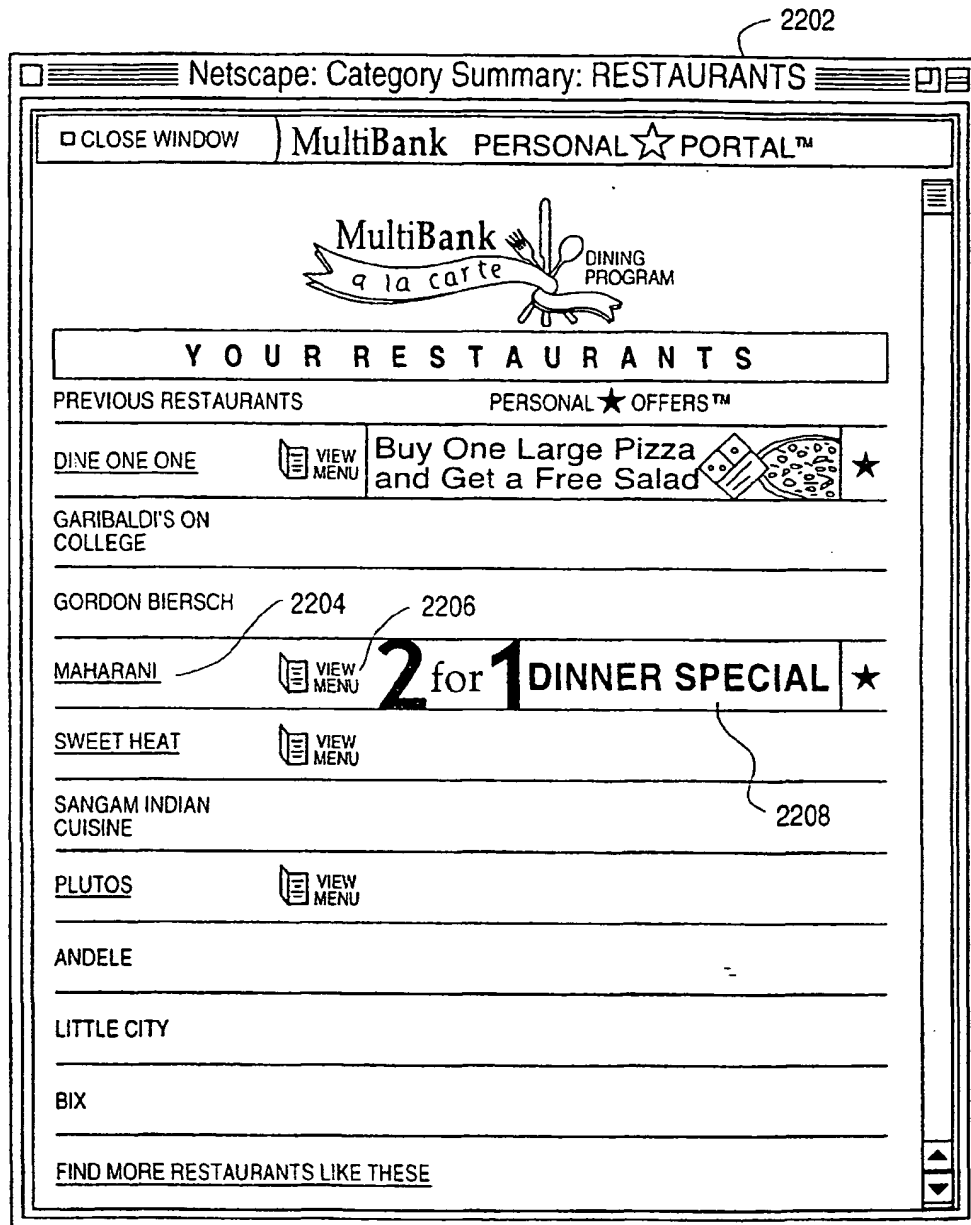 2202
Netscape: Category Summary: RESTAURANTS
CLOSE WINDOW
MultiBank PERSONAL PORTAL™
MultiBank
a la carte
DINING
PROGRAM
YOUR RESTAURANTS
PREVIOUS RESTAURANTS
PERSONAL ★ OFFERS™
DINE ONE ONE
VIEW
MENU
Buy One Large Pizza
and Get a Free Salad
★
GARIBALDI'S ON
COLLEGE
GORDON BIERSCH
2204
2206
MAHARANI
VIEW
MENU
2 for 1 DINNER SPECIAL
★
2208
SWEET HEAT
VIEW
MENU
SANGAM INDIAN
CUISINE
PLUTOS
VIEW
MENU
ANDELE
LITTLE CITY
BIX
FIND MORE RESTAURANTS LIKE THESE